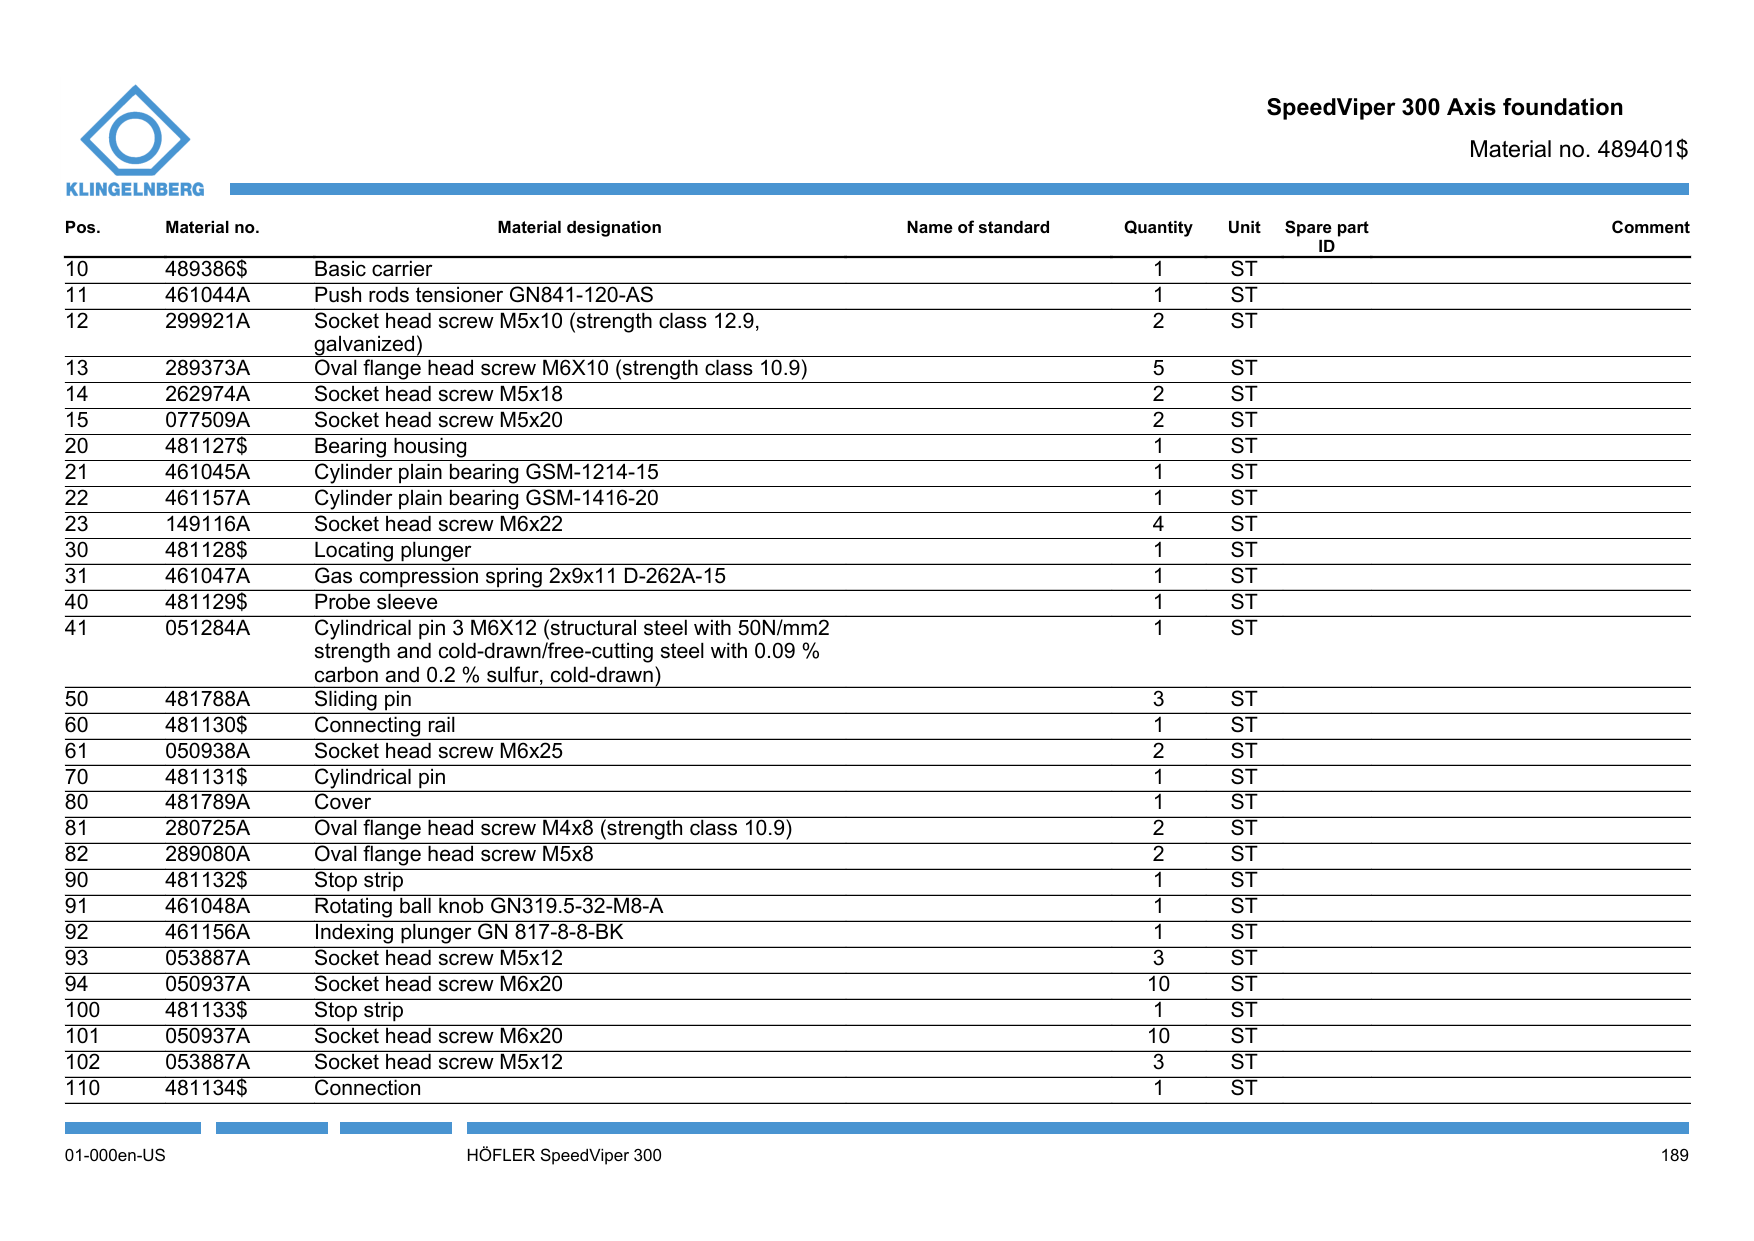 SpeedViper 300 Axis foundation
Material no. 489401$
KLINGELNBERG
Pos. Material no. Material designation Name of standard Quantity Unit Spare part Comment
ID
10 489386$ Basic carrier 1 ST
11 461044A Push rods tensioner GN841-120-AS 1 ST
12 299921A Socket head screw M5x10 (strength class 12.9, 2 ST
galvanized)
13 289373A Oval flange head screw M6X10 (strength class 10.9) 5 ST
14 262974A Socket head screw M5x18 2 ST
15 077509A Socket head screw M5x20 2 ST
20 481127$ Bearing housing 1 ST
21 461045A Cylinder plain bearing GSM-1214-15 1 ST
22 461157A Cylinder plain bearing GSM-1416-20 1 ST
23 149116A Socket head screw M6x22 4 ST
30 481128$ Locating plunger 1 ST
31 461047A Gas compression spring 2x9x11 D-262A-15 1 ST
40 481129$ Probe sleeve 1 ST
41 051284A Cylindrical pin 3 M6X12 (structural steel with 50N/mm2 1 ST
strength and cold-drawn/free-cutting steel with 0.09 %
carbon and 0.2 % sulfur, cold-drawn)
50 481788A Sliding pin 3 ST
60 481130$ Connecting rail 1 ST
61 050938A Socket head screw M6x25 2 ST
70 481131$ Cylindrical pin 1 ST
80 481789A Cover 1 ST
81 280725A Oval flange head screw M4x8 (strength class 10.9) 2 ST
82 289080A Oval flange head screw M5x8 2 ST
90 481132$ Stop strip 1 ST
91 461048A Rotating ball knob GN319.5-32-M8-A 1 ST
92 461156A Indexing plunger GN 817-8-8-BK 1 ST
93 053887A Socket head screw M5x12 3 ST
94 050937A Socket head screw M6x20 10 ST
100 481133$ Stop strip 1 ST
101 050937A Socket head screw M6x20 10 ST
102 053887A Socket head screw M5x12 3 ST
110 481134$ Connection 1 ST
01-000en-US HÖFLER SpeedViper 300 189